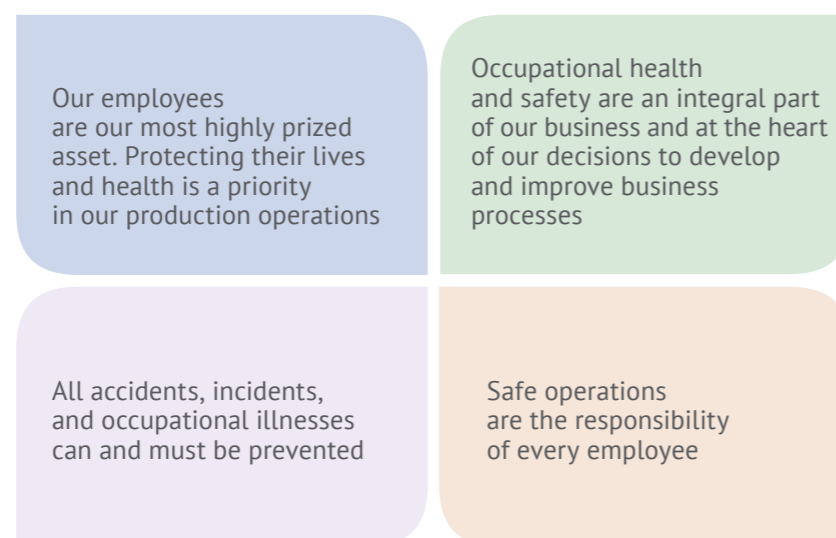 Our employees
are our most highly prized
asset. Protecting their lives
and health is a priority
in our production operations
Occupational health
and safety are an integral part
of our business and at the heart
of our decisions to develop
and improve business
processes
All accidents, incidents,
and occupational illnesses
can and must be prevented
Safe operations
are the responsibility
of every employee